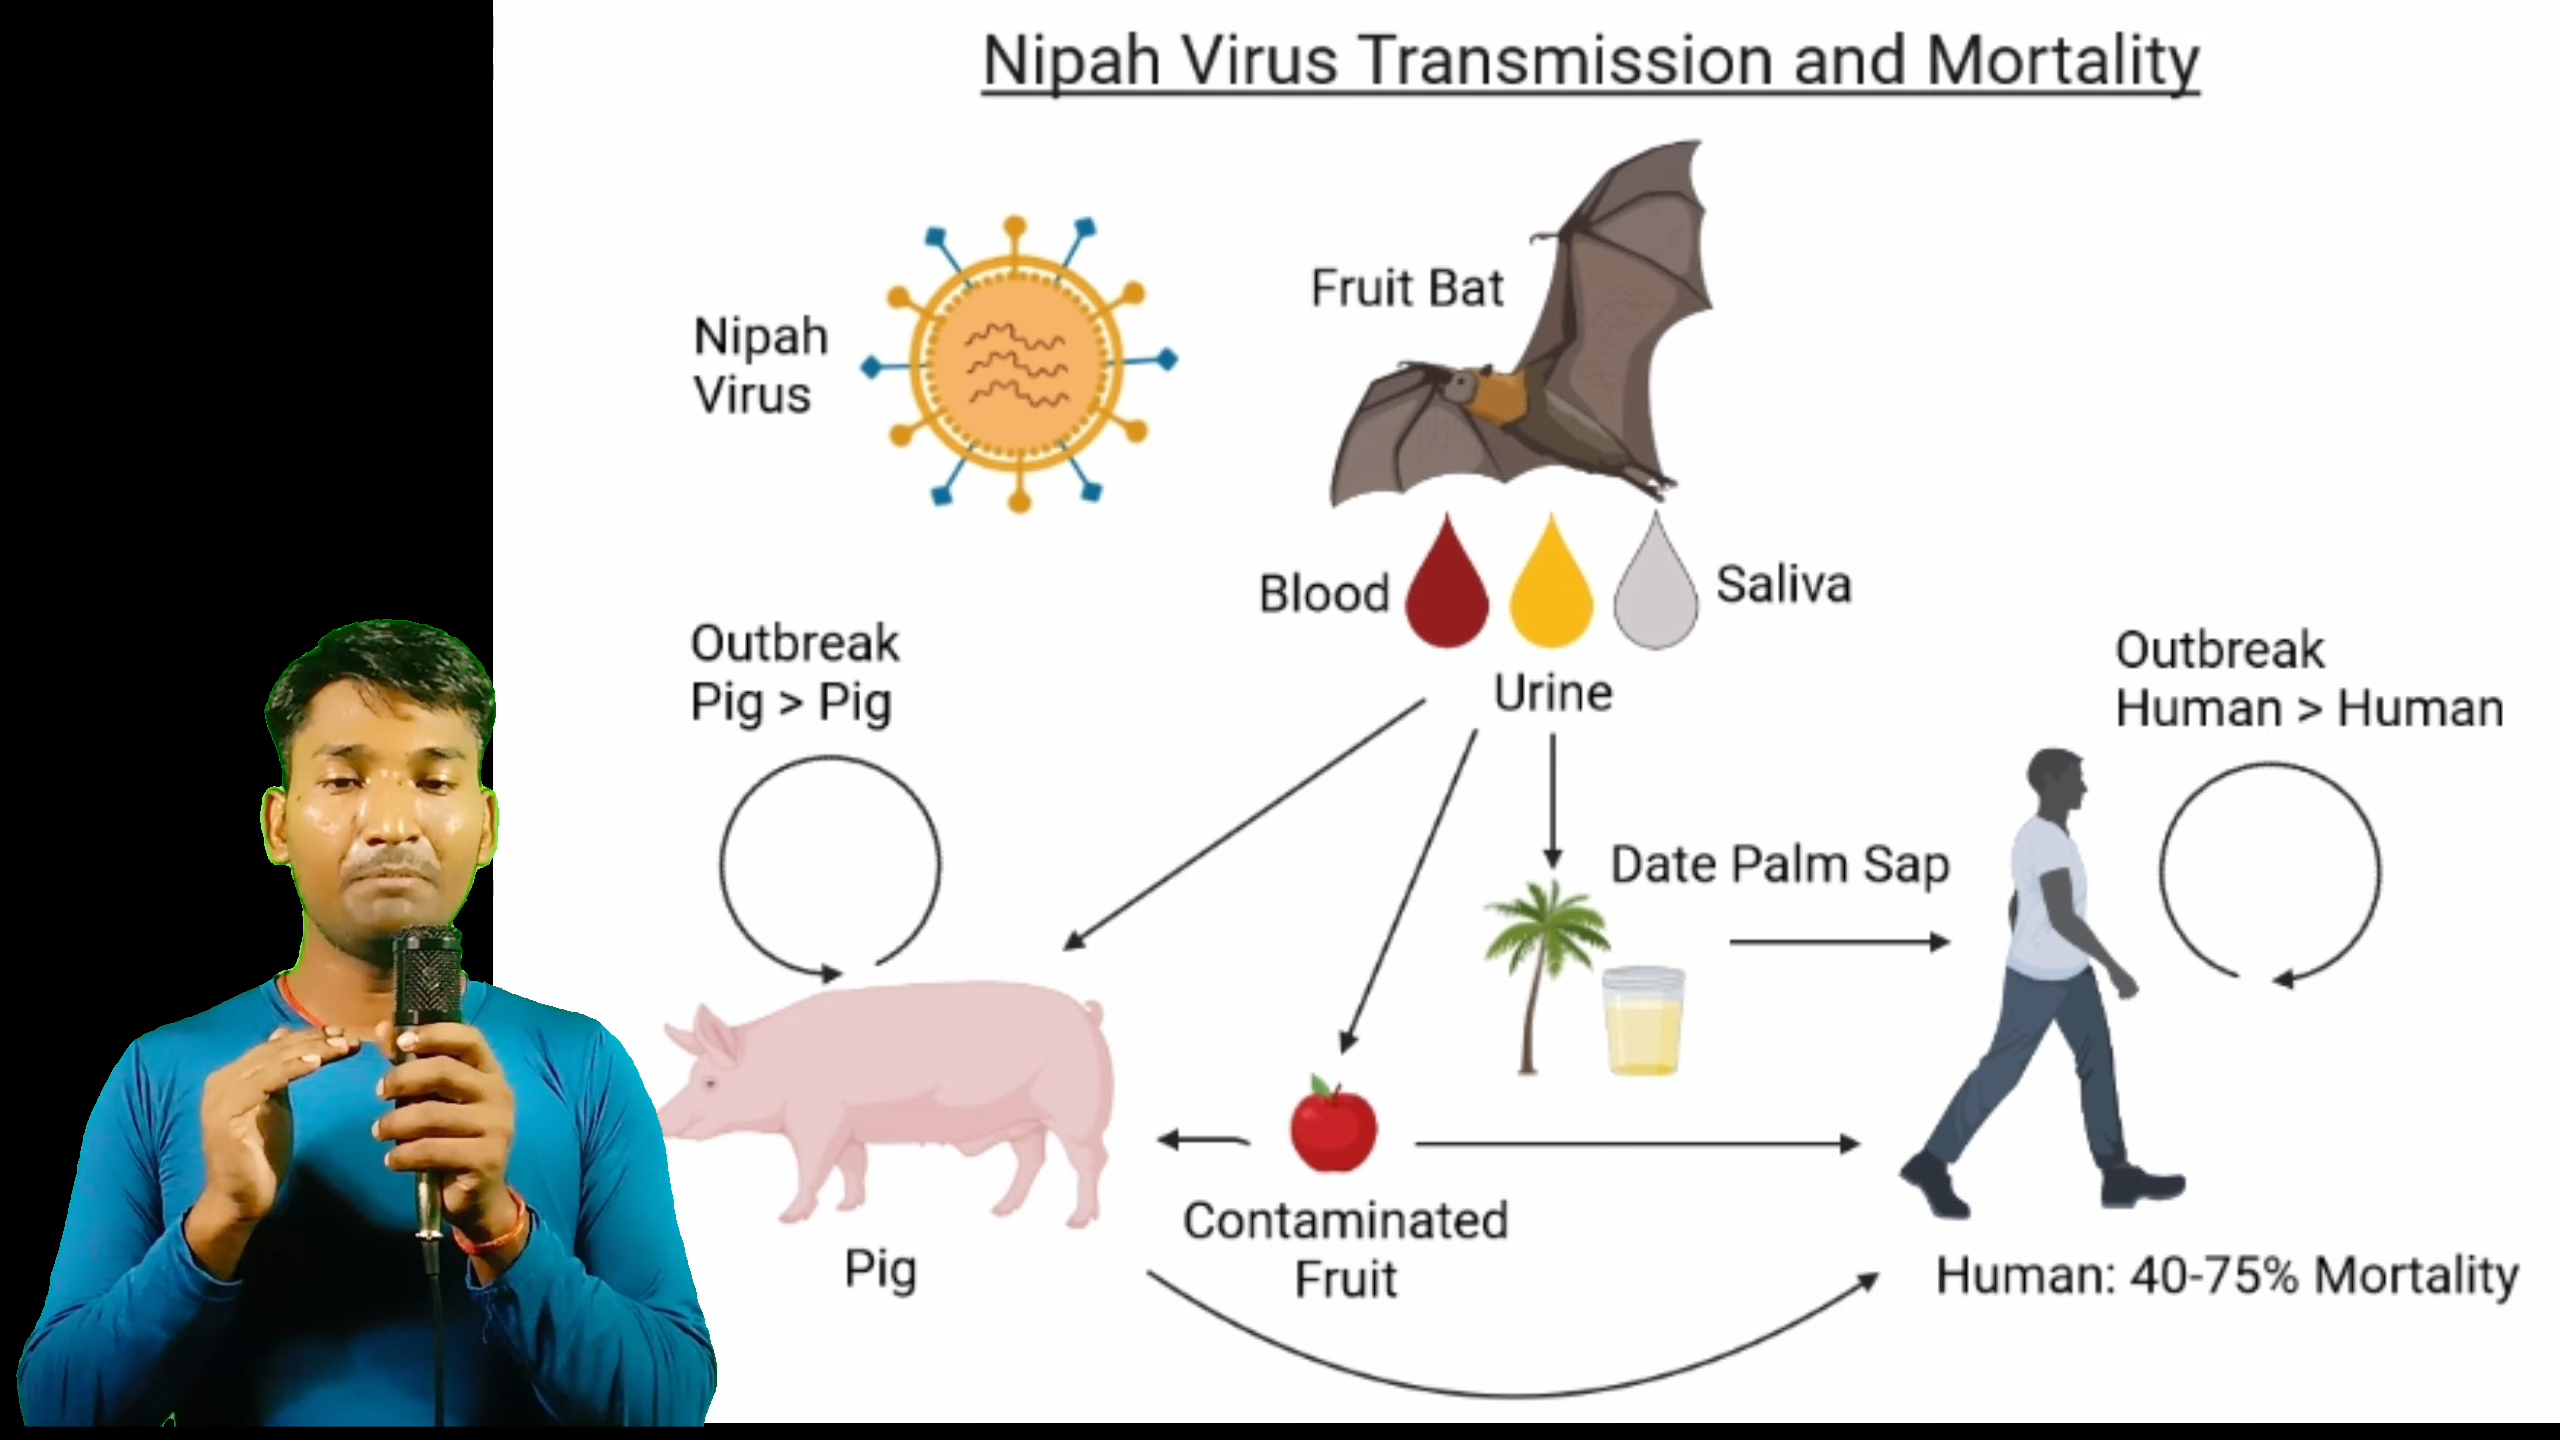 Nipah Virus Transmission and Mortality
Nipah
Virus
Fruit Bat
Blood
Saliva
Urine
Outbreak
Pig > Pig
Outbreak
Human > Human
Date Palm Sap
Pig
Contaminated
Fruit
Human: 40-75% Mortality